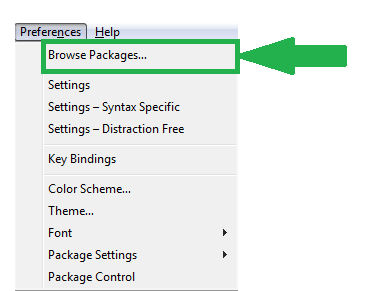 Preferences Help
Browse Packages...
Settings
Settings – Syntax Specific
Settings – Distraction Free
Key Bindings
Color Scheme...
Theme...
Font
Package Settings
Package Control